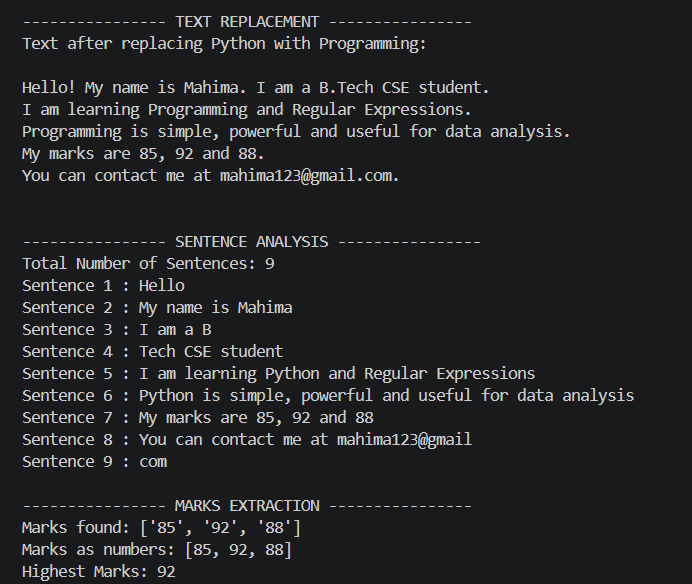 ---------------- TEXT REPLACEMENT ----------------
Text after replacing Python with Programming:
Hello! My name is Mahima. I am a B.Tech CSE student.
I am learning Programming and Regular Expressions.
Programming is simple, powerful and useful for data analysis.
My marks are 85, 92 and 88.
You can contact me at mahima123@gmail.com.
---------------- SENTENCE ANALYSIS ----------------
Total Number of Sentences: 9
Sentence 1 : Hello
Sentence 2 : My name is Mahima
Sentence 3 : I am a B
Sentence 4 : Tech CSE student
Sentence 5 : I am learning Python and Regular Expressions
Sentence 6 : Python is simple, powerful and useful for data analysis
Sentence 7 : My marks are 85, 92 and 88
Sentence 8 : You can contact me at mahima123@gmail
Sentence 9 : com
---------------- MARKS EXTRACTION ----------------
Marks found: ['85', '92', '88']
Marks as numbers: [85, 92, 88]
Highest Marks: 92